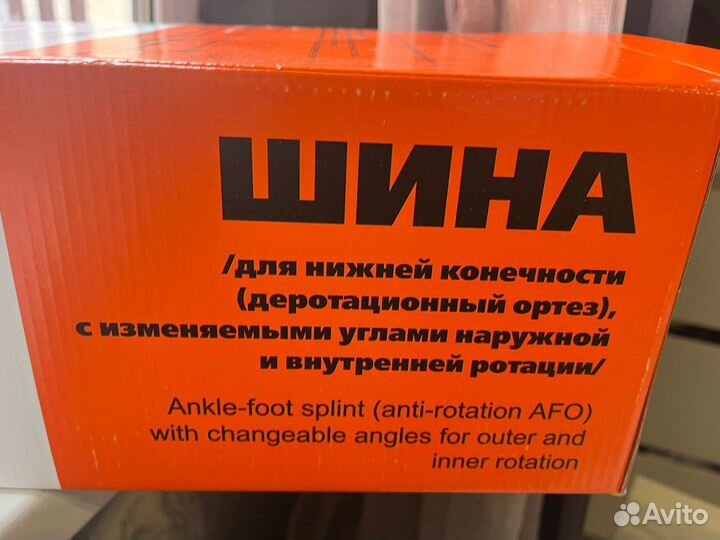 ШИНА
/для нижней конечности
(деротационный ортез),
с изменяемыми углами наружной
и внутренней ротации/
Ankle-foot splint (anti-rotation AFO)
with changeable angles for outer and
inner rotation
Avito